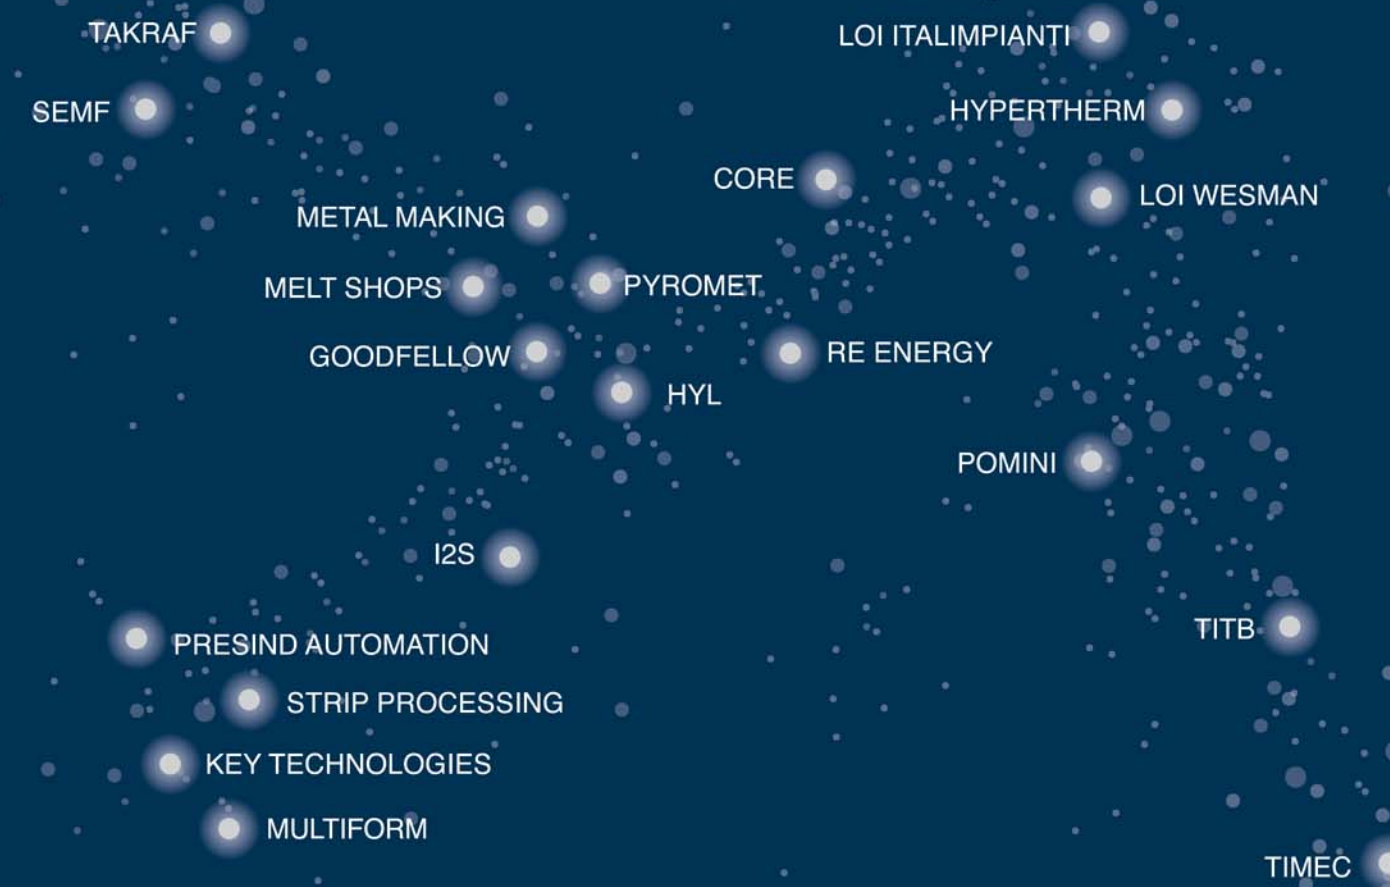 TAKRAF
LOI ITALIMPIANTI
SEMF
HYPERTHERM
CORE
LOI WESMAN
METAL MAKING
MELT SHOPS
PYROMET
GOODFELLOW
RE ENERGY
HYL
POMINI
I2S
TITB
PRESIND AUTOMATION
STRIP PROCESSING
KEY TECHNOLOGIES
MULTIFORM
TIMEC